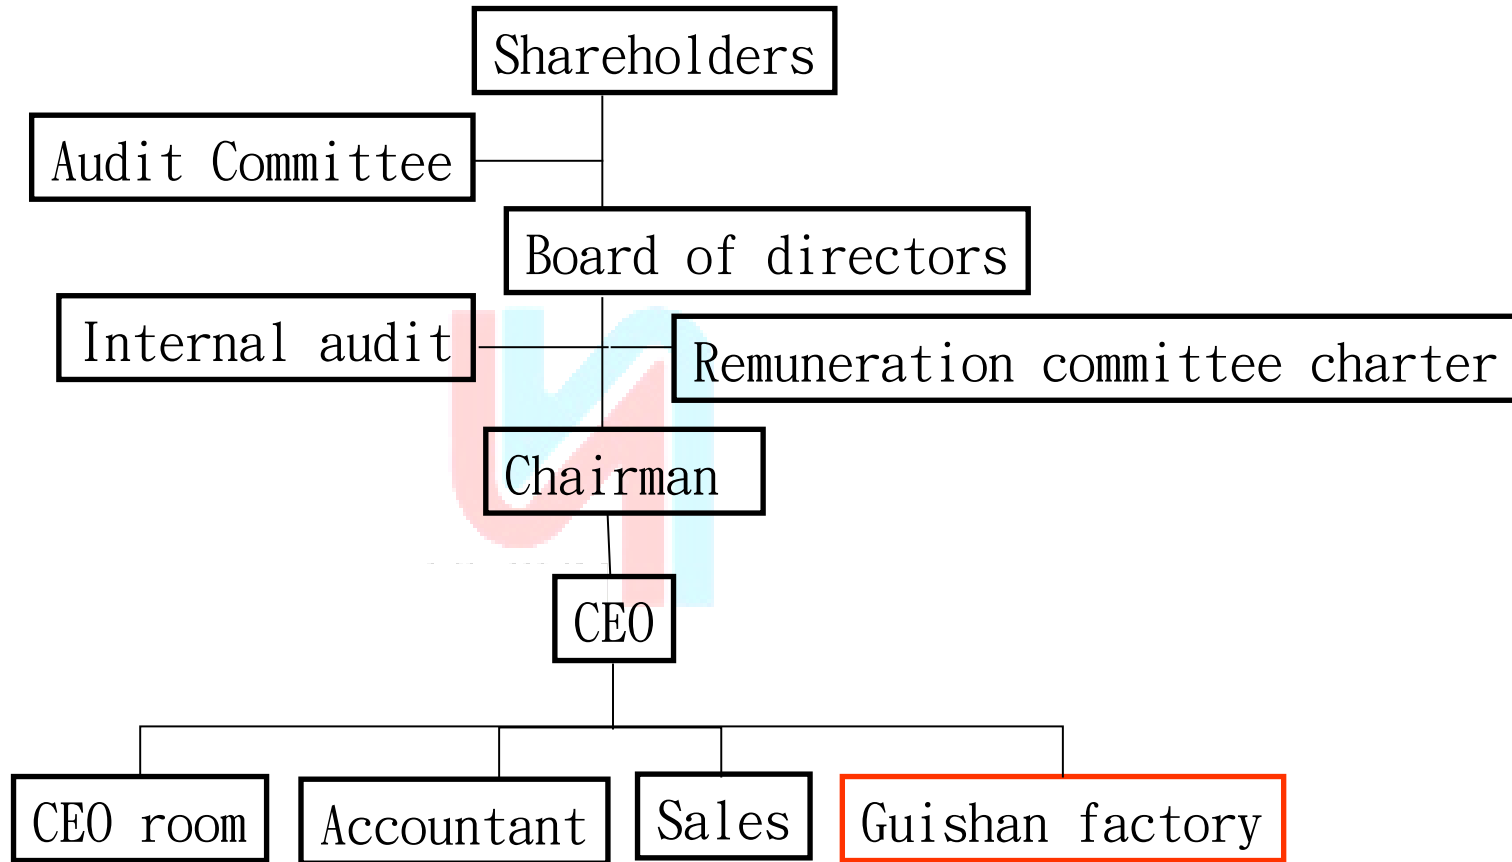 Shareholders
Audit Committee
Board of directors
Internal audit
Remuneration committee charter
Chairman
CEO
CEO room
Accountant
Sales
Guishan factory